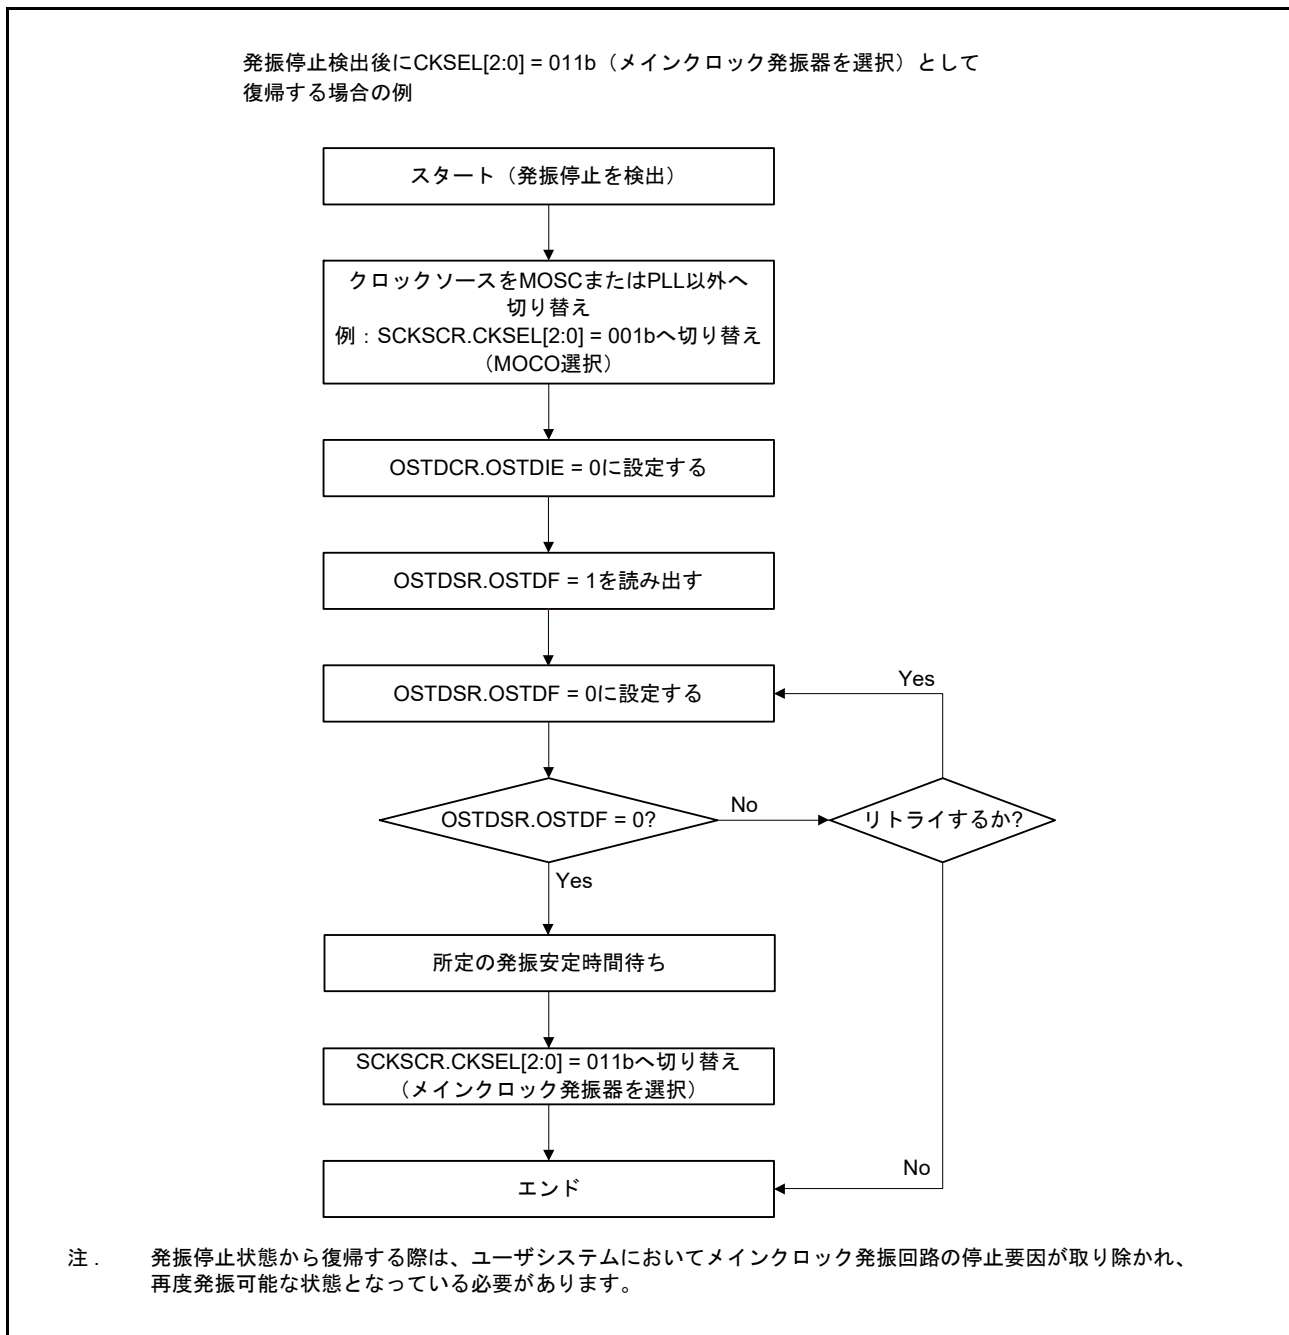 発振停止検出後にCKSEL[2:0] = 011b（メインクロック発振器を選択）として
復帰する場合の例
スタート（発振停止を検出）
クロックソースをMOSCまたはPLL以外へ
切り替え
例：SCKSCR.CKSEL[2:0] = 001bへ切り替え
（MOCO選択）
OSTDCR.OSTDIE = 0に設定する
OSTDSR.OSTDF = 1を読み出す
OSTDSR.OSTDF = 0に設定する
Yes
OSTDSR.OSTDF = 0?
No
リトライするか?
Yes
所定の発振安定時間待ち
SCKSCR.CKSEL[2:0] = 011bへ切り替え
（メインクロック発振器を選択）
No
エンド
注． 発振停止状態から復帰する際は、ユーザシステムにおいてメインクロック発振回路の停止要因が取り除かれ、
再度発振可能な状態となっている必要があります。